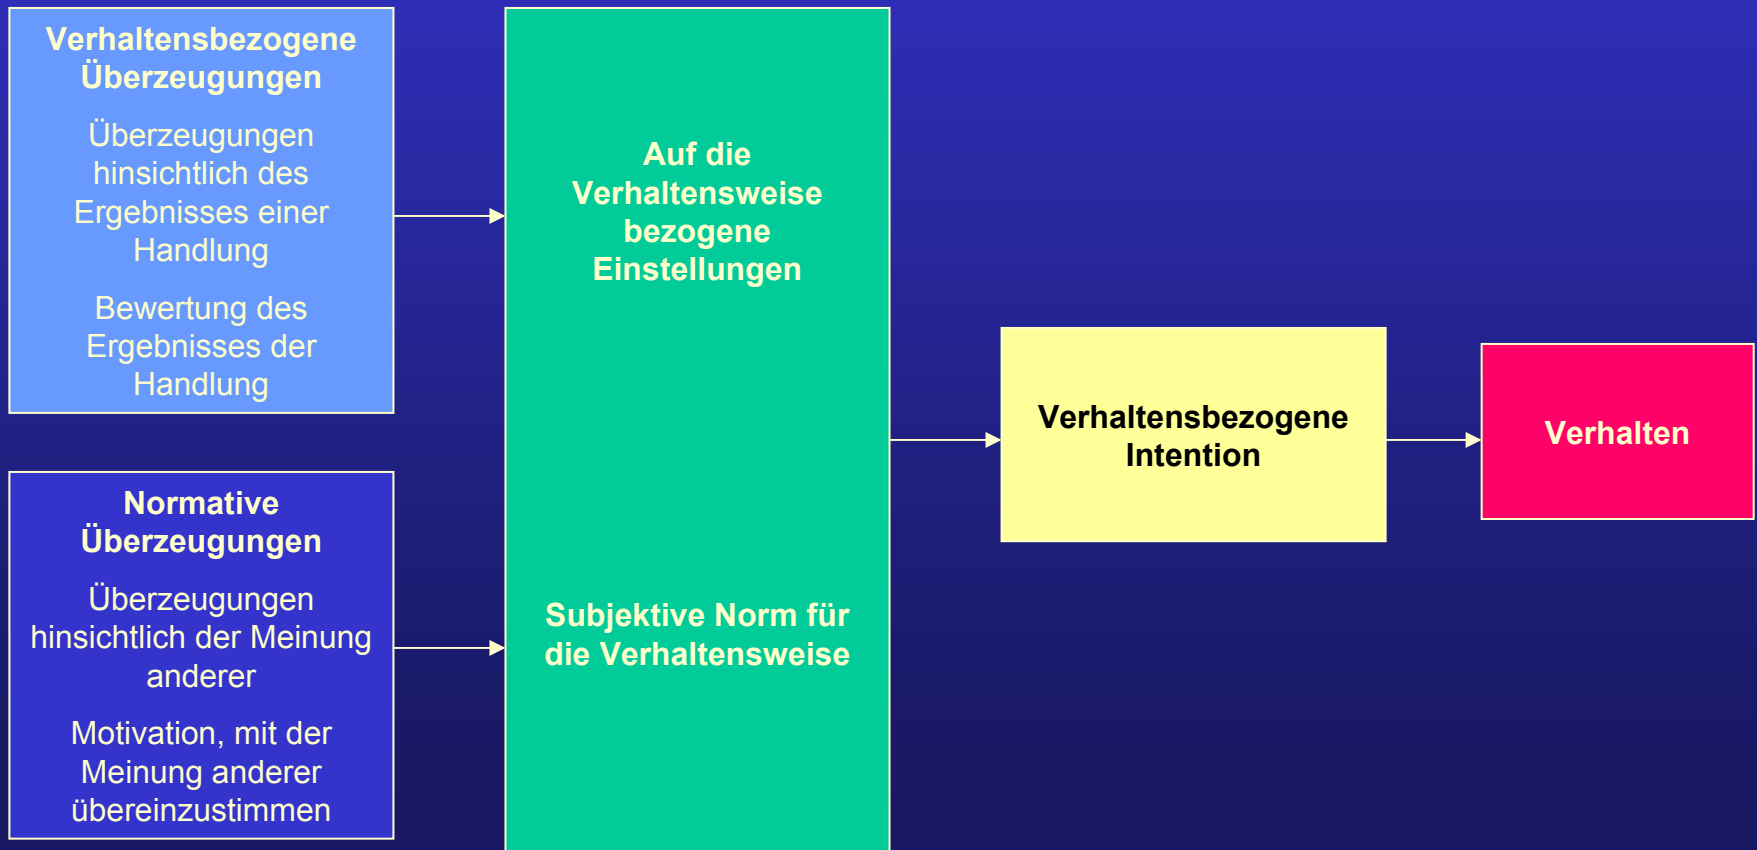 Verhaltensbezogene
Überzeugungen
Überzeugungen
hinsichtlich des
Ergebnisses einer
Handlung
Bewertung des
Ergebnisses der
Handlung
Normative
Überzeugungen
Überzeugungen
hinsichtlich der Meinung
anderer
Motivation, mit der
Meinung anderer
übereinzustimmen
Auf die
Verhaltensweise
bezogene
Einstellungen
Subjektive Norm für
die Verhaltensweise
Verhaltensbezogene
Intention
Verhalten